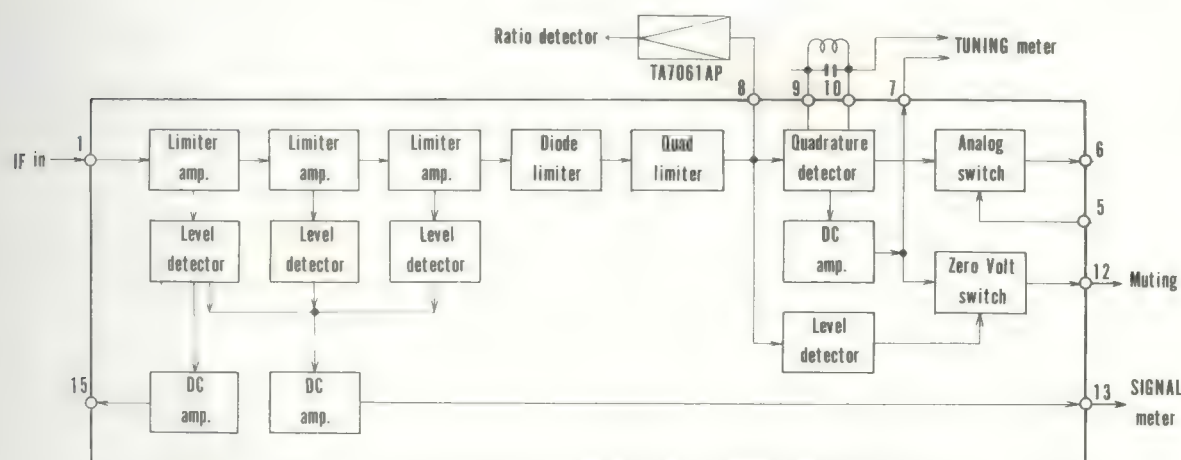 Ratio detector
TA7061AP
TUNING meter
8
9
10
7
1
IF in
Limiter
amp.
Limiter
amp.
Limiter
amp.
Diode
limiter
Quad
limiter
Quadrature
detector
Analog
switch
6
5
Level
detector
Level
detector
Level
detector
DC
amp.
Zero Volt
switch
12
Muting
Level
detector
15
DC
amp.
DC
amp.
13
SIGNAL
meter